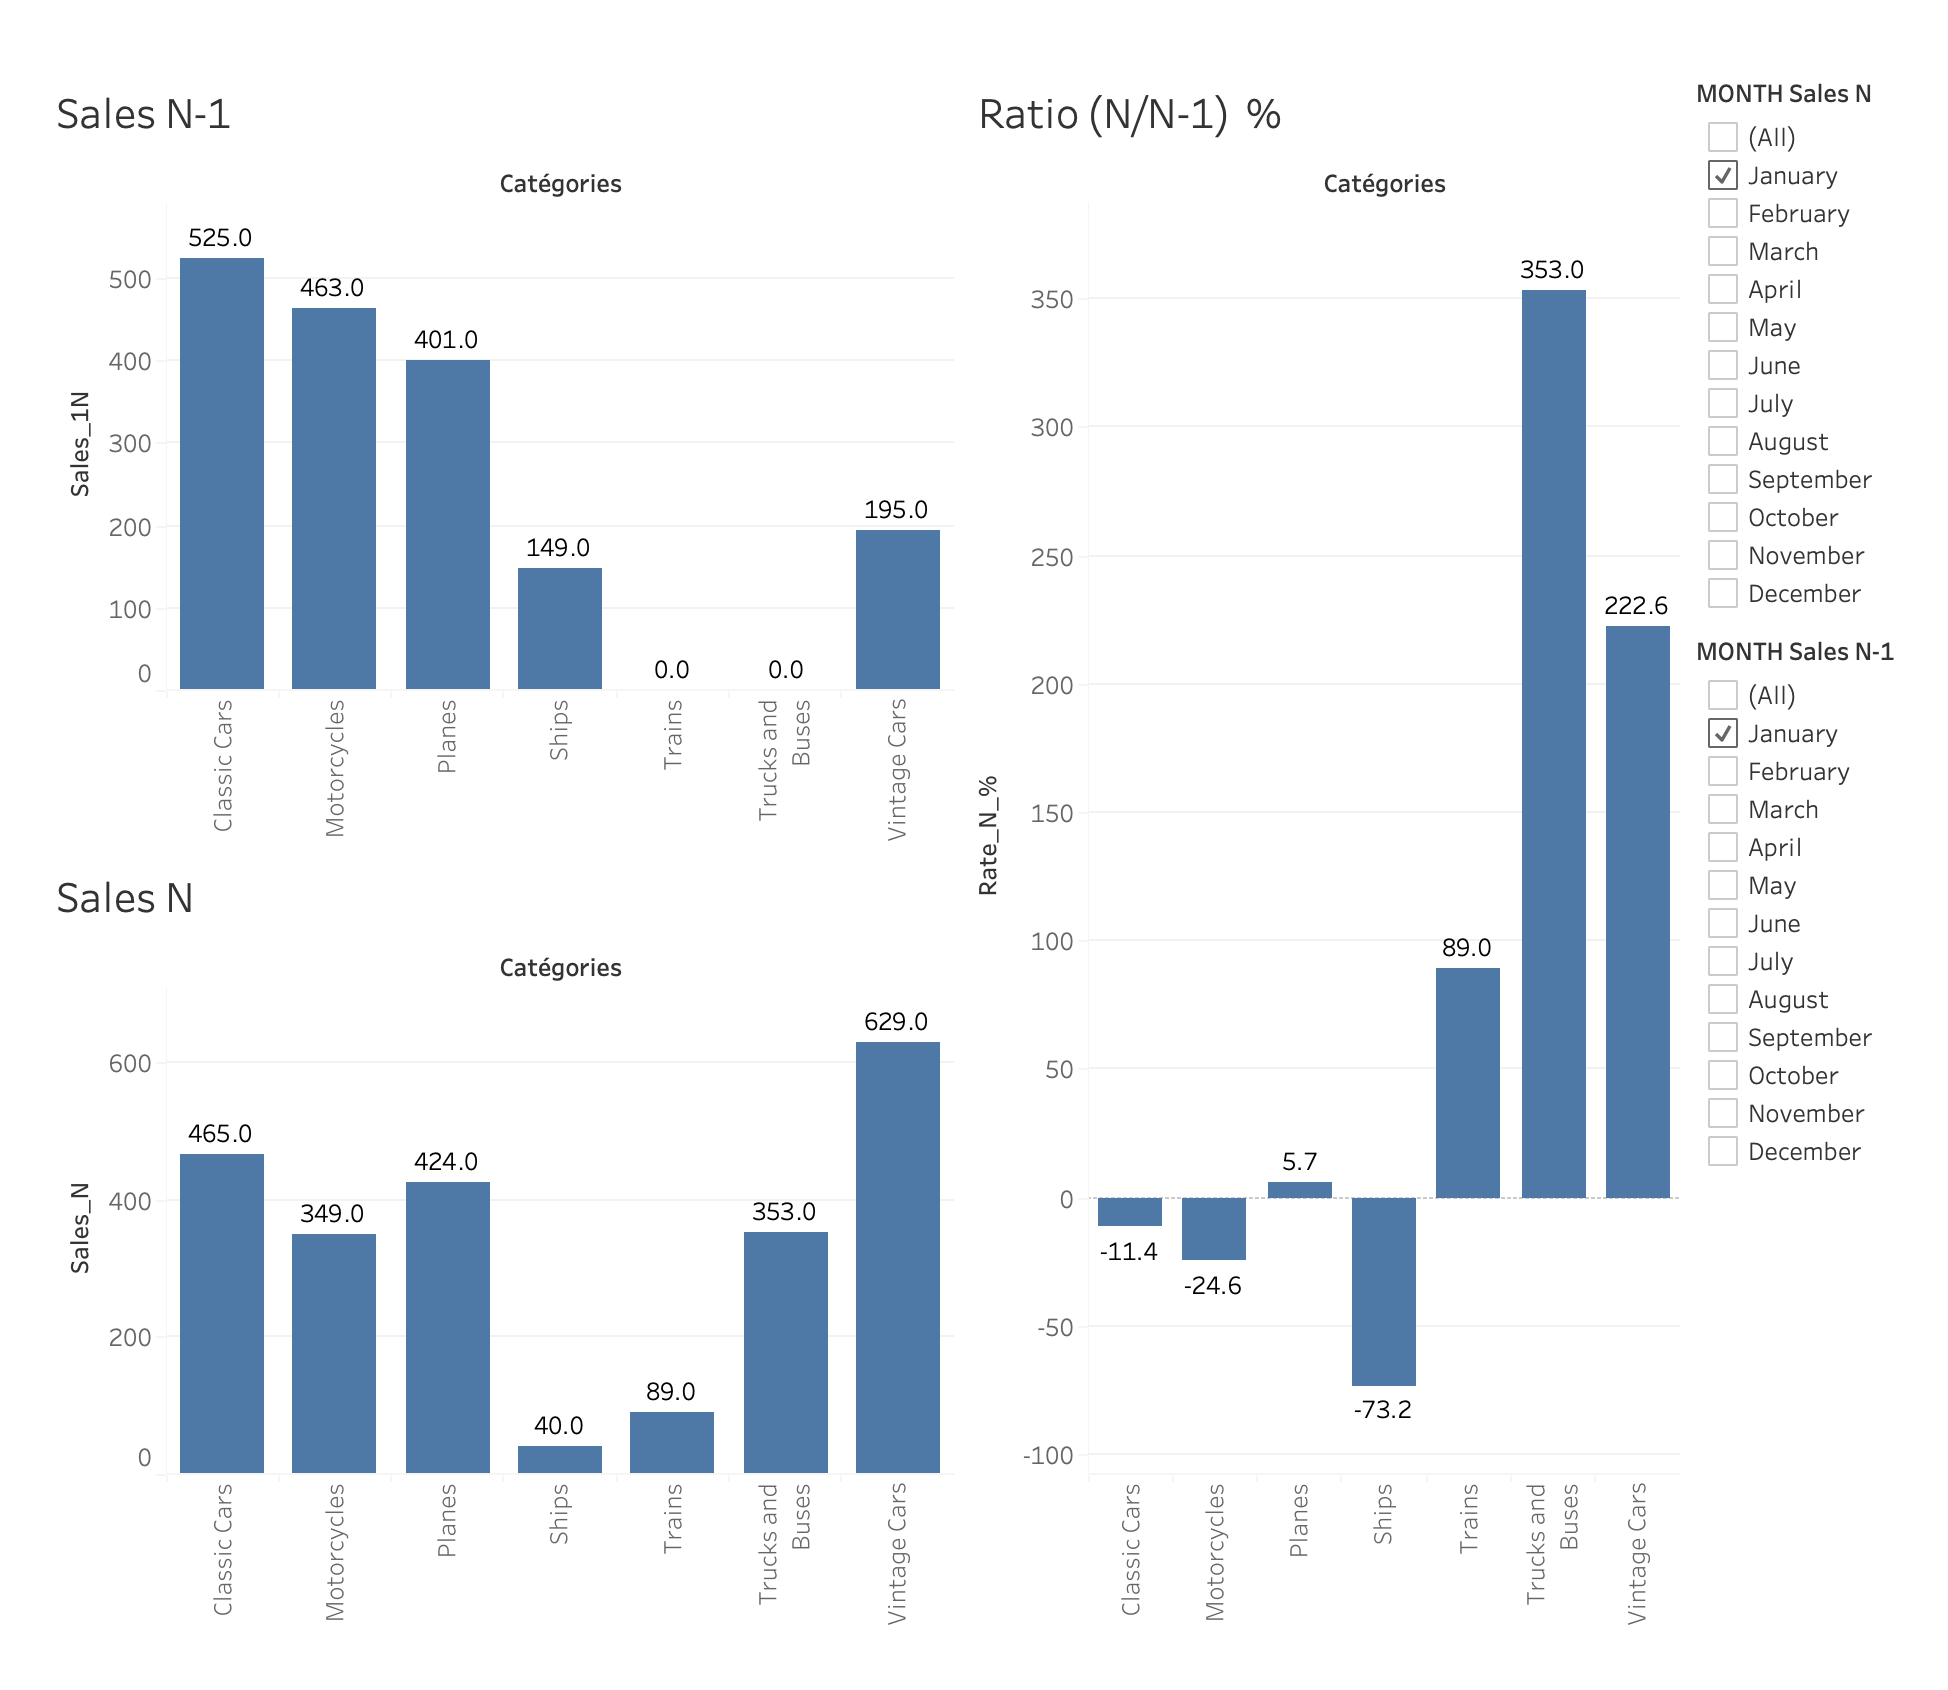 Sales N-1
Catégories
525.0
463.0
401.0
149.0
0.0
0.0
195.0
500
400
300
200
100
0
Sales_1N
Classic Cars
Motorcycles
Planes
Ships
Trains
Trucks and
Buses
Vintage Cars
Sales N
Catégories
465.0
349.0
424.0
40.0
89.0
353.0
629.0
600
400
200
0
Sales_N
Classic Cars
Motorcycles
Planes
Ships
Trains
Trucks and
Buses
Vintage Cars
Ratio (N/N-1) %
Catégories
-11.4
-24.6
5.7
-73.2
89.0
353.0
222.6
350
300
250
200
150
100
50
0
-50
-100
Rate_N_%
Classic Cars
Motorcycles
Planes
Ships
Trains
Trucks and
Buses
Vintage Cars
MONTH Sales N
(All)
January
February
March
April
May
June
July
August
September
October
November
December
MONTH Sales N-1
(All)
January
February
March
April
May
June
July
August
September
October
November
December